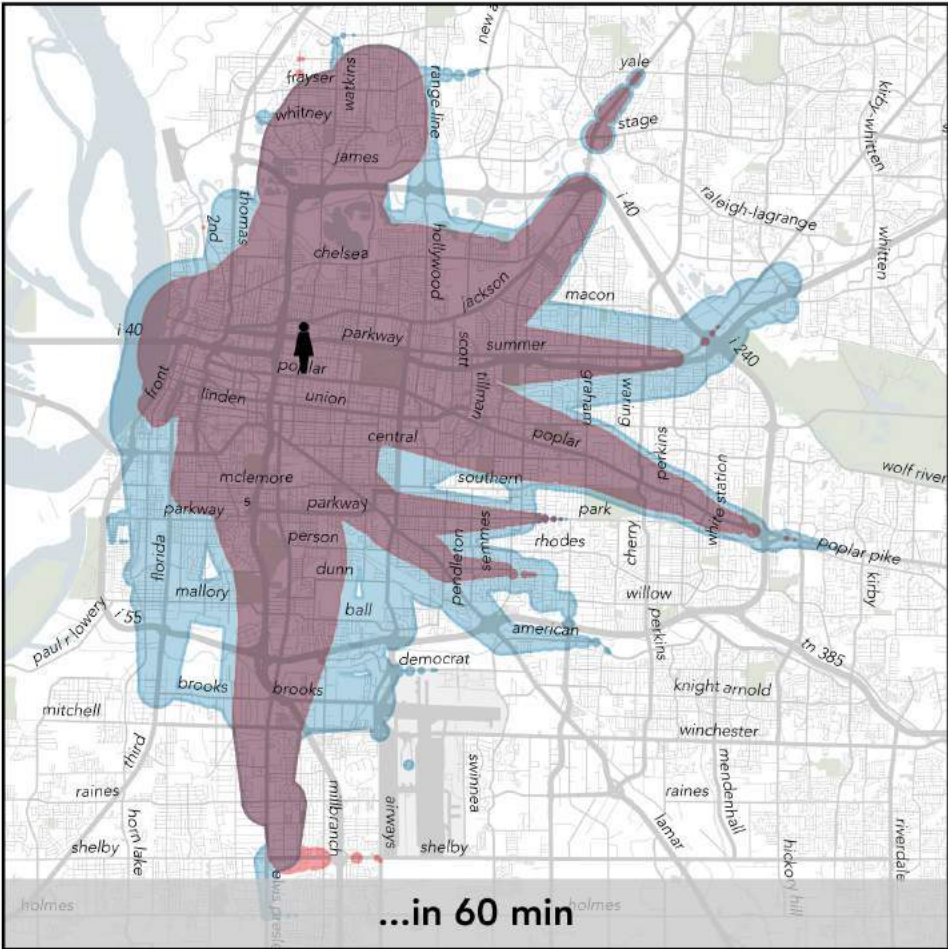 new a
yale
frayser
watkins
range line
whitney
stage
kirby-whitten
james
i 40
raleigh-lagrange
2nd
thomas
chelsea
hollywood
whitten
jackson
macon
i 40
parkway
scott
summer
i 240
poplar
front
linden
union
tillman
graham
waring
central
poplar
perkins
mclemore
southern
white station
wolf river
parkway
s
parkway
park
person
semmes
rhodes
cherry
poplar pike
florida
dunn
pendleton
kirby
mallory
ball
willow
paul r lowery
i 55
american
perkins
tn 385
democrat
brooks
brooks
knight arnold
mitchell
winchester
third
swinnea
mendenhall
raines
millbranch
airways
raines
horn lake
lamar
riverdale
shelby
shelby
hickory hill
elvis presle
holmes
...in 60 min
holmes